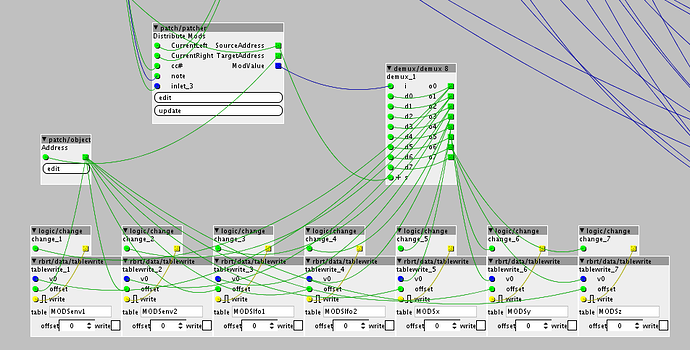 patch/patcher
Distribute Mods
CurrentLeft SourceAddress
CurrentRight TargetAddress
cc# ModValue
note
inlet_3
edit
update
demux/demux 8
demux_1
i o0
d0 o1
d1 o2
d2 o3
d3 o4
d4 o5
d5 o6
d6 o7
d7
+ s
patch/object
Address
edit
logic/change logic/change logic/change logic/change logic/change logic/change logic/change
change_1 change_2 change_3 change_4 change_5 change_6 change_7
rbrt/data/tablewrite rbrt/data/tablewrite rbrt/data/tablewrite rbrt/data/tablewrite rbrt/data/tablewrite rbrt/data/tablewrite rbrt/data/tablewrite
tablewrite_1 tablewrite_2 tablewrite_3 tablewrite_4 tablewrite_5 tablewrite_6 tablewrite_7
v0 v0 v0 v0 v0 v0 v0
offset offset offset offset offset offset offset
write write write write write write write
table MODSenv1 table MODSenv2 table MODSlfo1 table MODSlfo2 table MODSx table MODSy table MODSz
offset 0 write offset 0 write offset 0 write offset 0 write offset 0 write offset 0 write offset 0 write